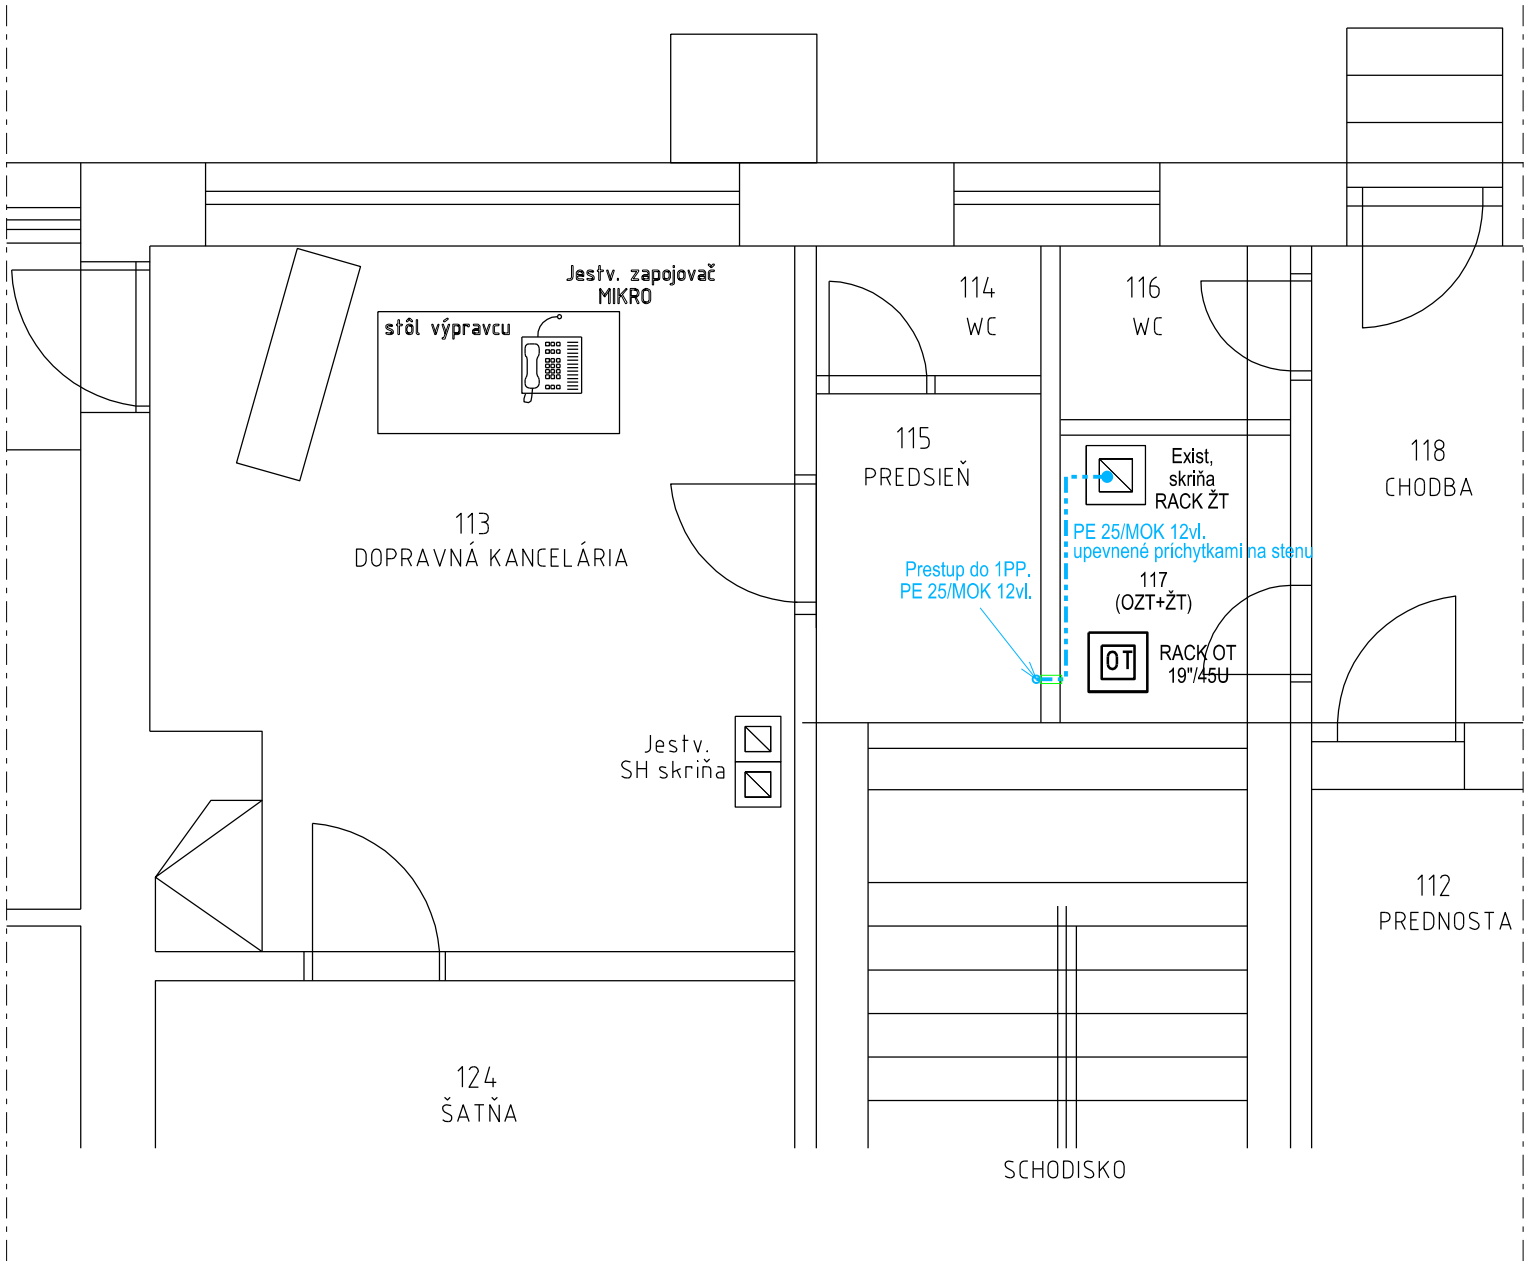 Jestv. zapojovač
MIKRO
stôl výpravcu
114
WC
116
WC
115
PREDSIEŇ
118
CHODBA
Exist,
skriňa
RACK ŽT
113
DOPRAVNÁ KANCELÁRIA
PE 25/MOK 12vl.
upevnené príchytkami na stenu
Prestup do 1PP.
PE 25/MOK 12vl.
117
(OZT+ŽT)
OT
RACK OT
19"/45U
Jestv.
SH skriňa
112
PREDNOSTA
124
ŠATŇA
SCHODISKO